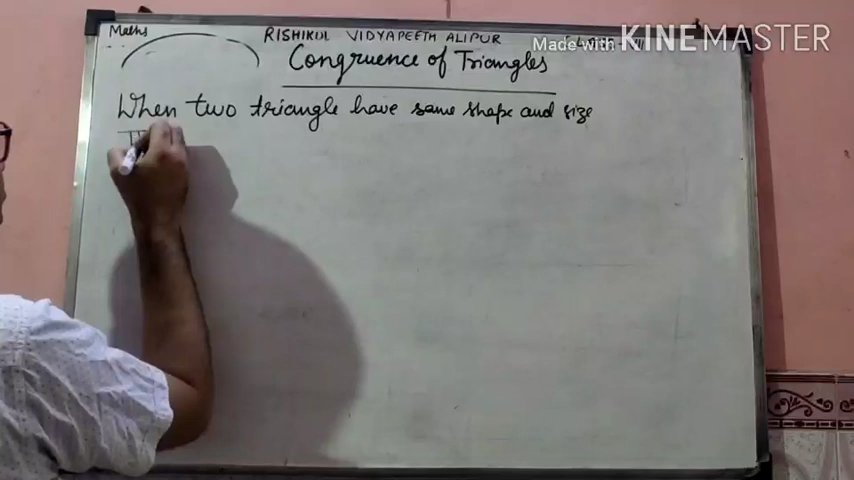 Maths
RISHIKUL VIDYAPEETH ALIPUR
Congruence of Triangles
When two triangle have same shape and size
Made with KINEMASTER